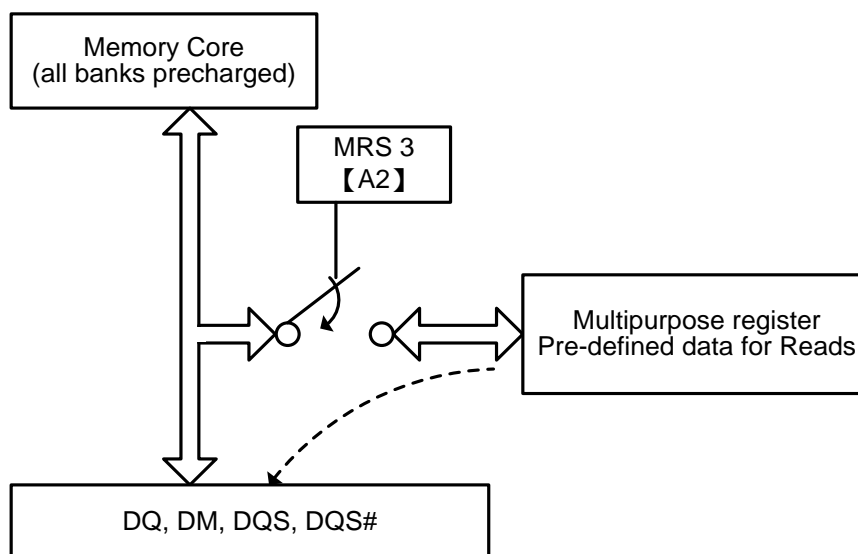 Memory Core
(all banks precharged)
MRS 3
【A2】
Multipurpose register
Pre-defined data for Reads
DQ, DM, DQS, DQS#